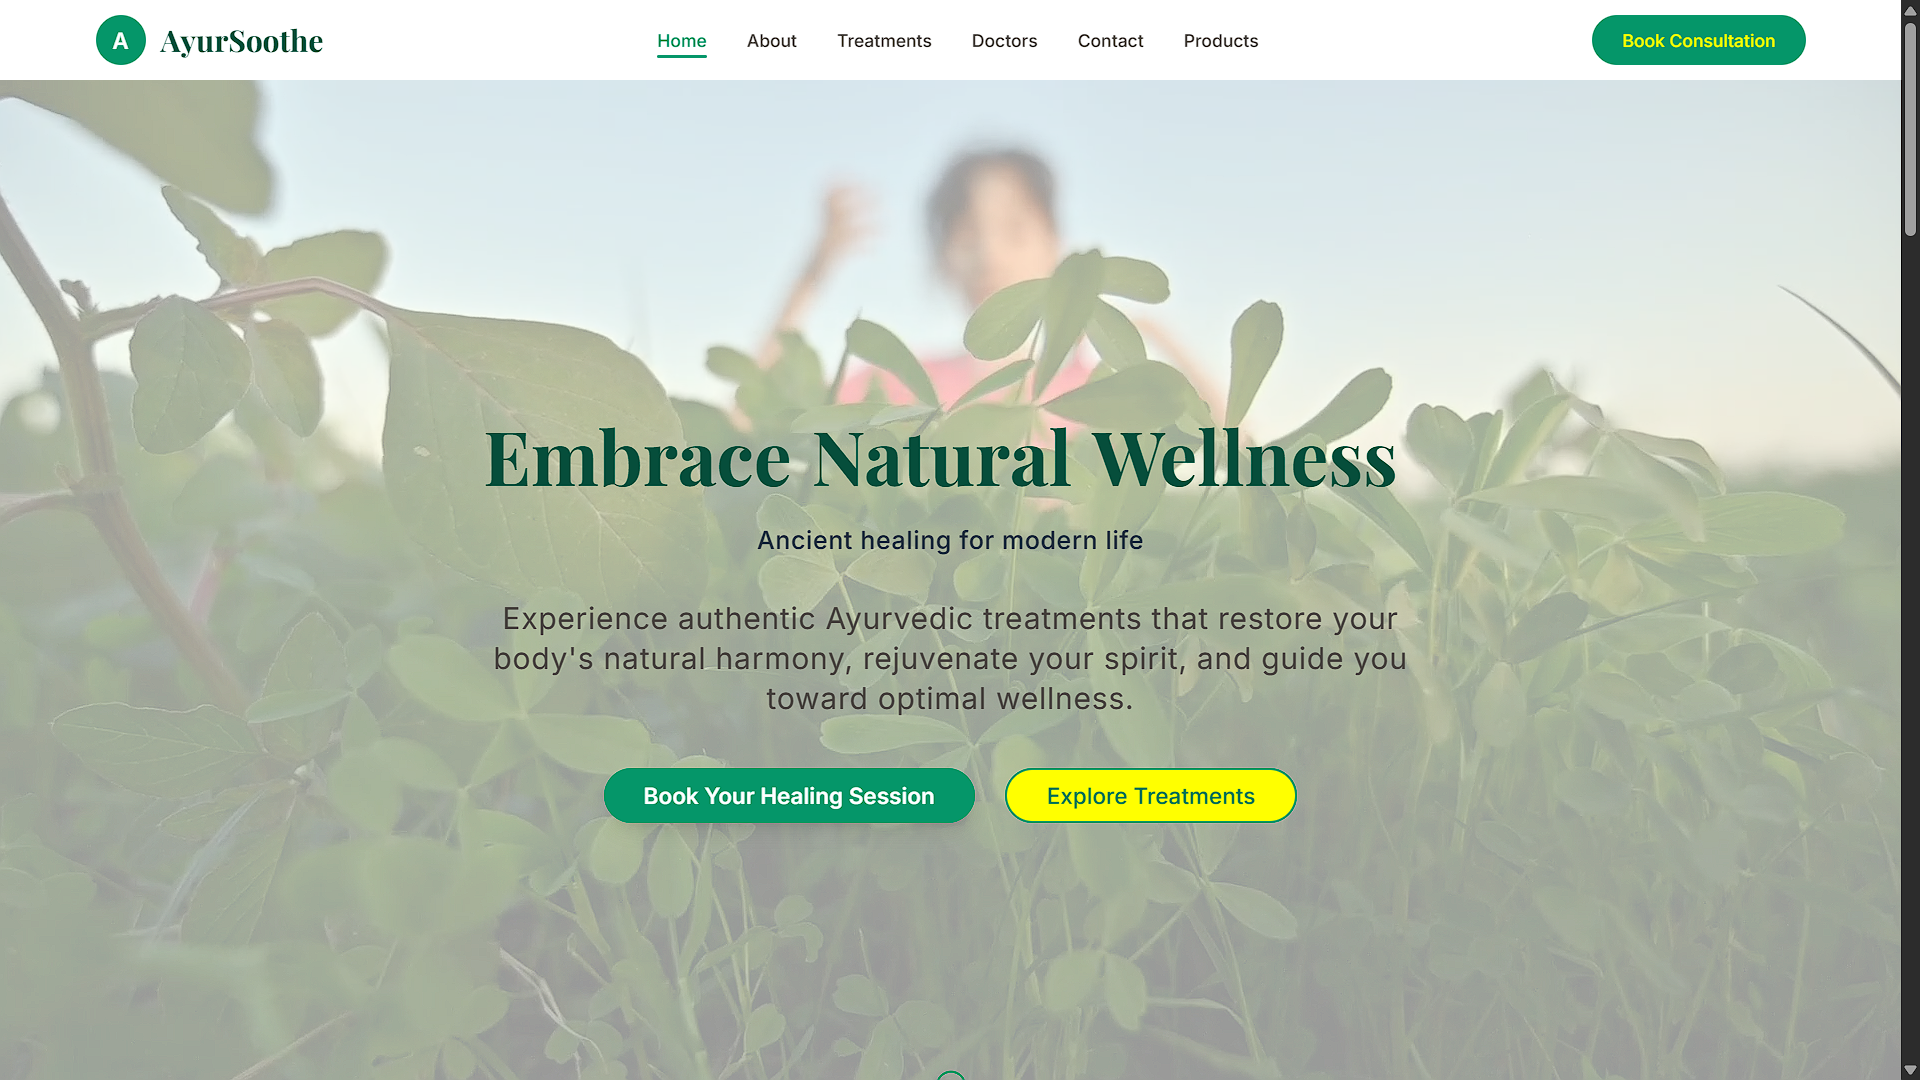 A
AyurSoothe
Home
About
Treatments
Doctors
Contact
Products
Book Consultation
Embrace Natural Wellness
Ancient healing for modern life
Experience authentic Ayurvedic treatments that restore your
body's natural harmony, rejuvenate your spirit, and guide you
toward optimal wellness.
Book Your Healing Session
Explore Treatments